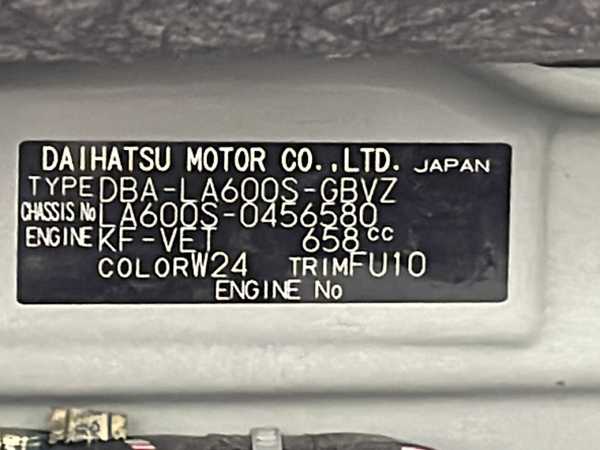 DAIHATSU MOTOR CO.,LTD. JAPAN
TYPE DBA-LA600S-GBVZ
CHASSIS No LA600S-0456580
ENGINE KF-VET 658cc
COLOR W24 TRIM FU10
ENGINE No